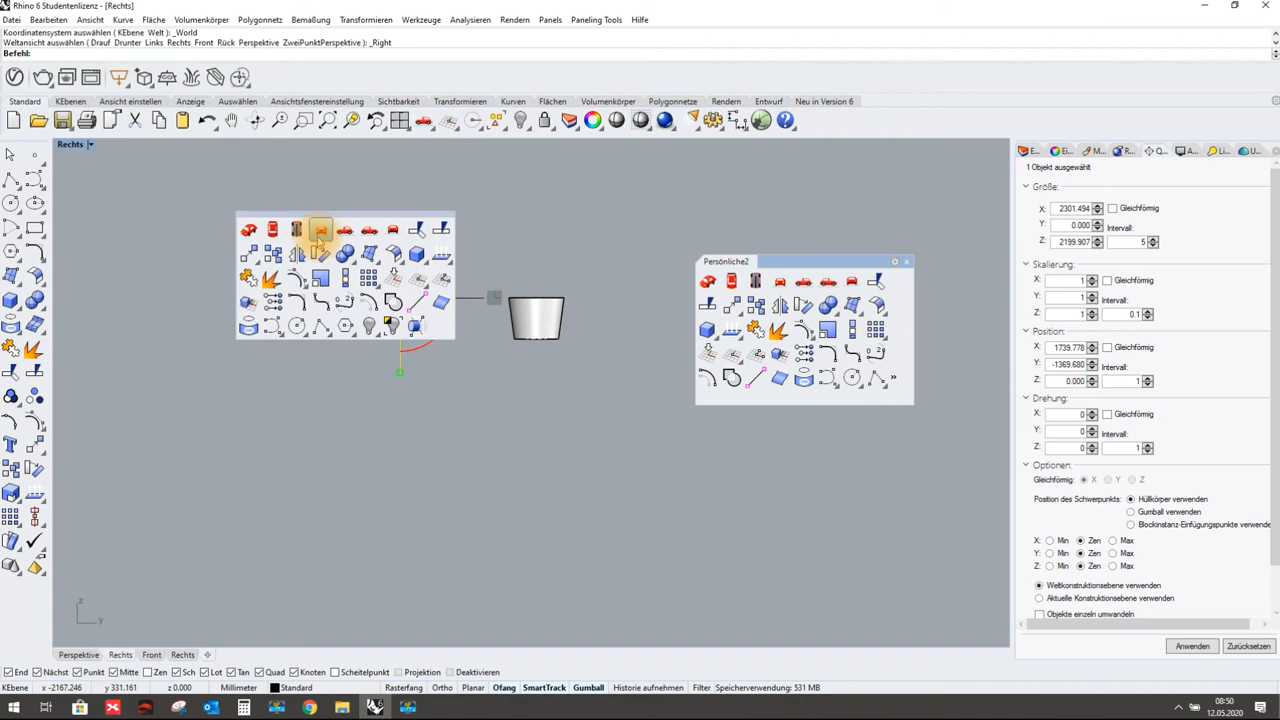 Rhino 6 Studentenlizenz - [Rechts]
Datei Bearbeiten Ansicht Kurve Fläche Volumenkörper Polygonnetz Bemaßung Transformieren Werkzeuge Analysieren Rendern Panels Paneling Tools Hilfe
Koordinatensystem auswählen ( KEbene Welt ): _World
Weltansicht auswählen ( Drauf Drunter Links Rechts Front Rück Perspektive ZweiPunktPerspektive ): _Right
Befehl:
Standard KEbenen Ansicht einstellen Anzeige Auswählen Ansichtsfenstereinstellung Sichtbarkeit Transformieren Kurven Flächen Volumenkörper Polygonnetze Rendern Entwurf Neu in Version 6
Rechts
E... Ei... M... R... Q... A... Li... U...
1 Objekt ausgewählt
Größe:
X: 2301.494 Gleichförmig
Y: 0.000 Intervall:
Z: 2199.907 5
Skalierung:
X: 1 Gleichförmig
Y: 1 Intervall:
Z: 1 0.1
Position:
X: 1739.778 Gleichförmig
Y: -1369.680 Intervall:
Z: 0.000 1
Drehung:
X: 0 Gleichförmig
Y: 0 Intervall:
Z: 0 1
Optionen:
Gleichförmig: X Y Z
Position des Schwerpunkts: Hüllkörper verwenden
Gumball verwenden
Blockinstanz-Einfügungspunkte verwende
X: Min Zen Max
Y: Min Zen Max
Z: Min Zen Max
Weltkonstruktionsebene verwenden
Aktuelle Konstruktionsebene verwenden
Objekte einzeln umwandeln
Anwenden Zurücksetzen
Persönliche2
z
y
Perspektive Rechts Front Rechts
End Nächst Punkt Mitte Zen Sch Lot Tan Quad Knoten Scheitelpunkt Projektion Deaktivieren
KEbene x -2167.246 y 331.161 z 0.000 Millimeter Standard Rasterfang Ortho Planar Ofang SmartTrack Gumball Historie aufnehmen Filter Speicherverwendung: 531 MB
08:50
12.05.2020